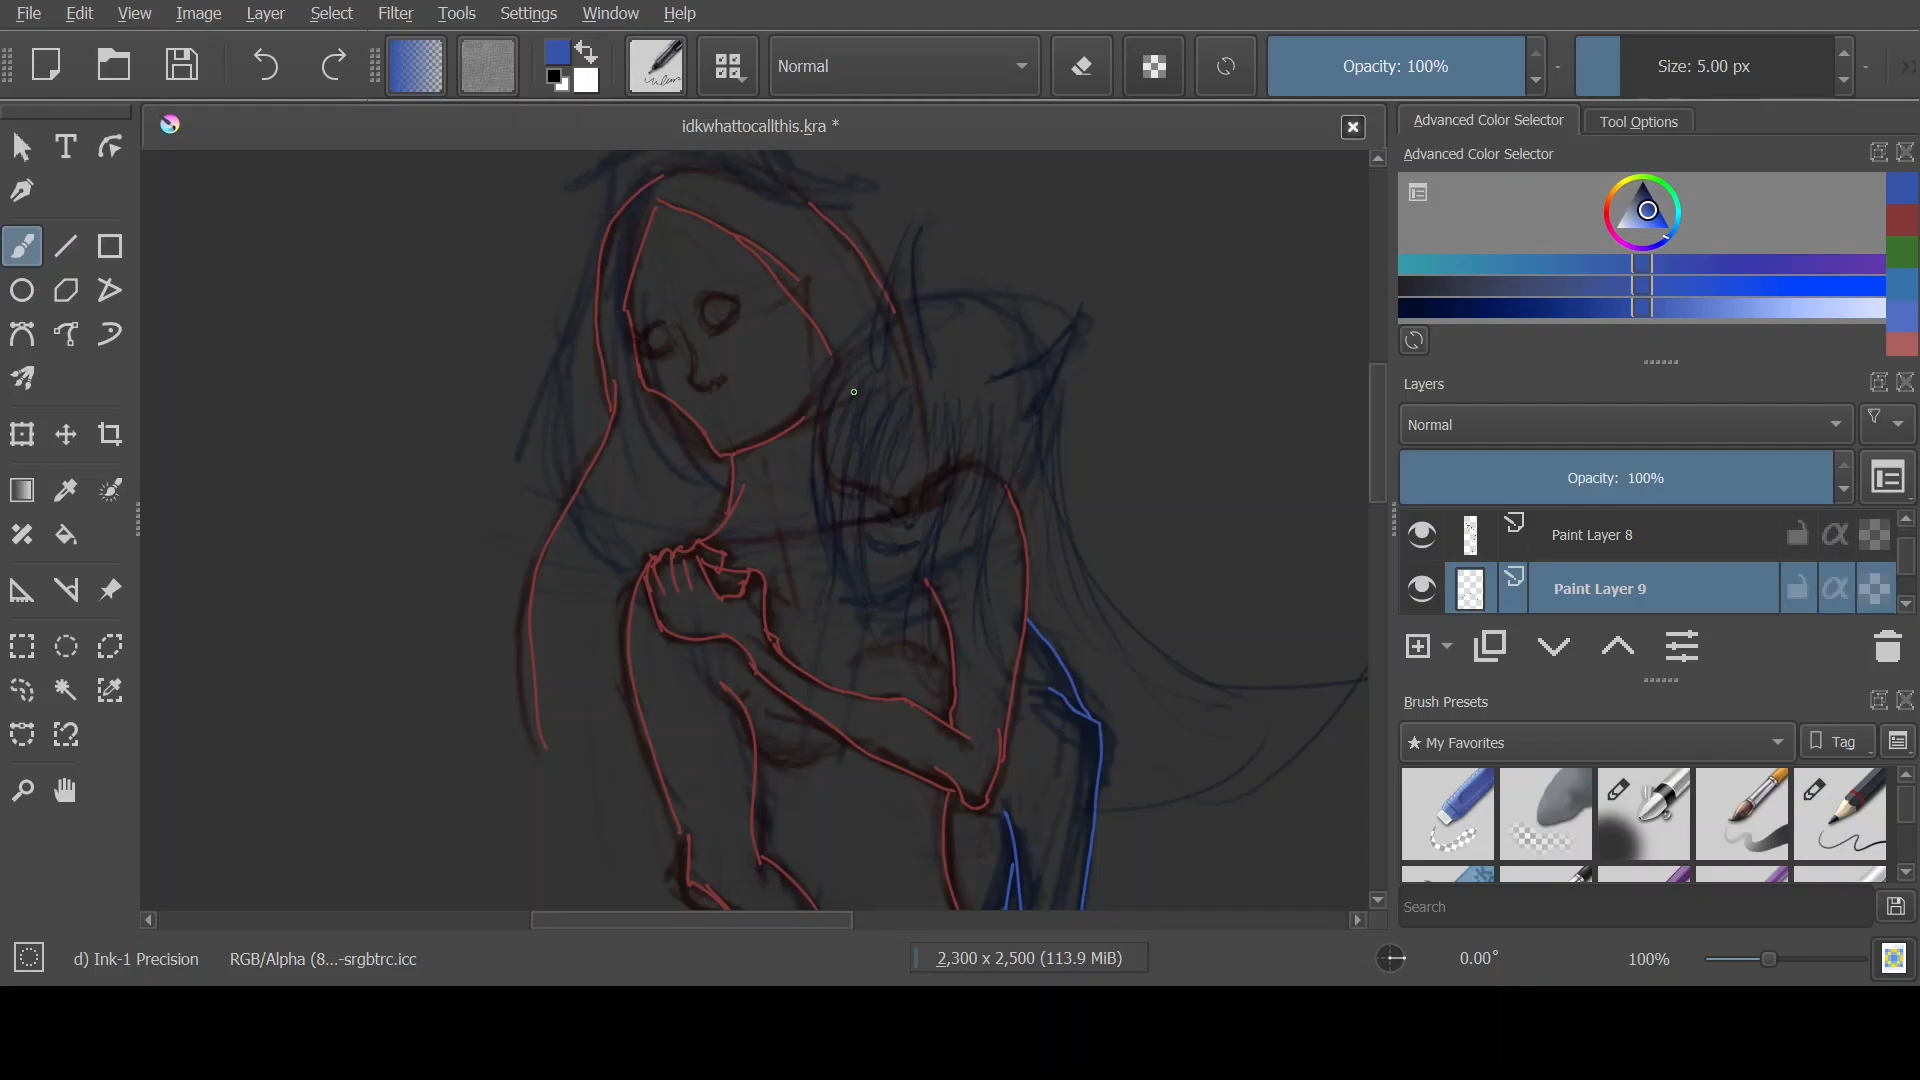 File Edit View Image Layer Select Filter Tools Settings Window Help
Normal
Opacity: 100%
Size: 5.00 px
idkwhattocallthis.kra *
Advanced Color Selector
Tool Options
Advanced Color Selector
Layers
Normal
Opacity: 100%
Paint Layer 8
Paint Layer 9
Brush Presets
★ My Favorites
Tag
Search
d) Ink-1 Precision
RGB/Alpha (8...-srgbtrc.icc
2,300 x 2,500 (113.9 MiB)
0.00°
100%